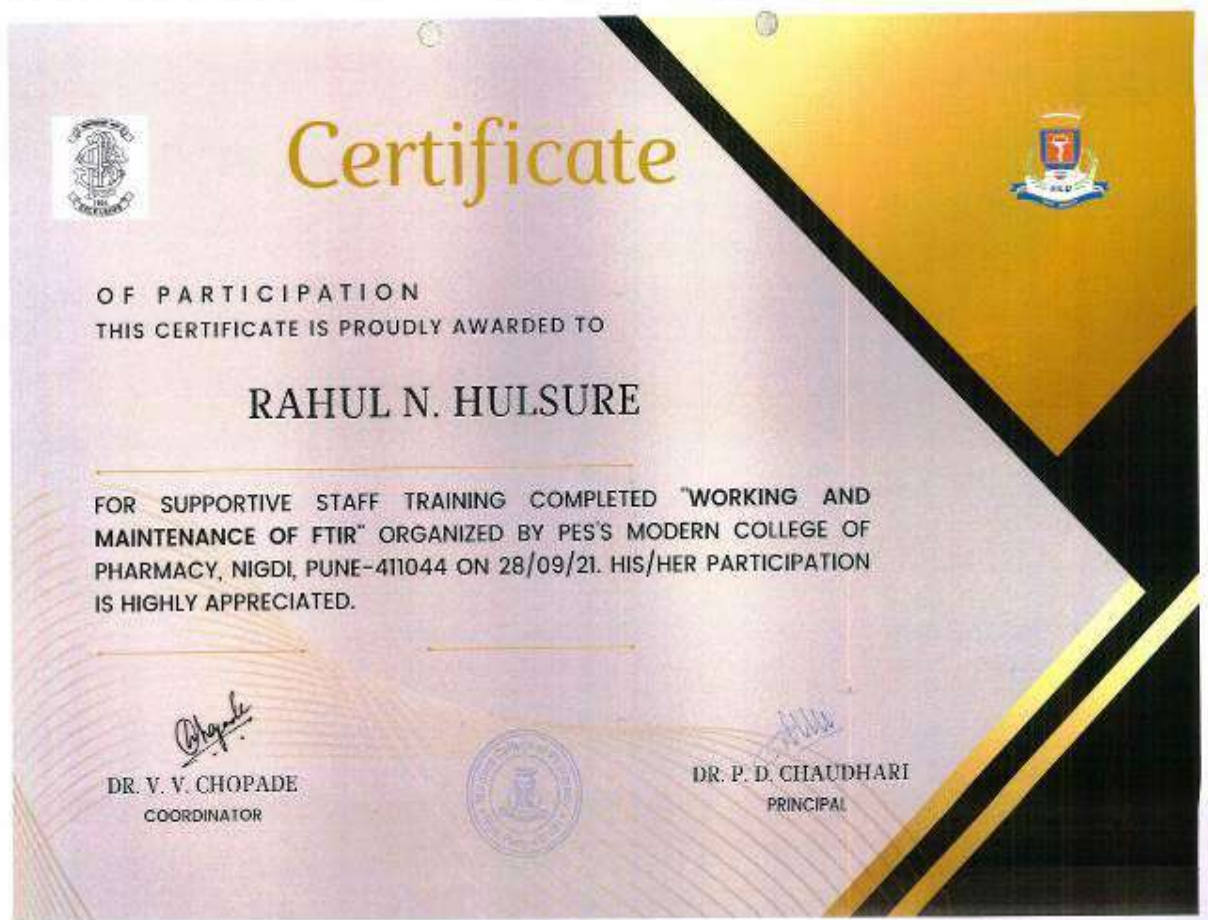 Certificate
OF PARTICIPATION
THIS CERTIFICATE IS PROUDLY AWARDED TO
RAHUL N. HULSURE
FOR SUPPORTIVE STAFF TRAINING COMPLETED "WORKING AND
MAINTENANCE OF FTIR" ORGANIZED BY PES'S MODERN COLLEGE OF
PHARMACY, NIGDI, PUNE-411044 ON 28/09/21. HIS/HER PARTICIPATION
IS HIGHLY APPRECIATED.
Chopade
DR. V. V. CHOPADE
COORDINATOR
DR. P. D. CHAUDHARI
PRINCIPAL